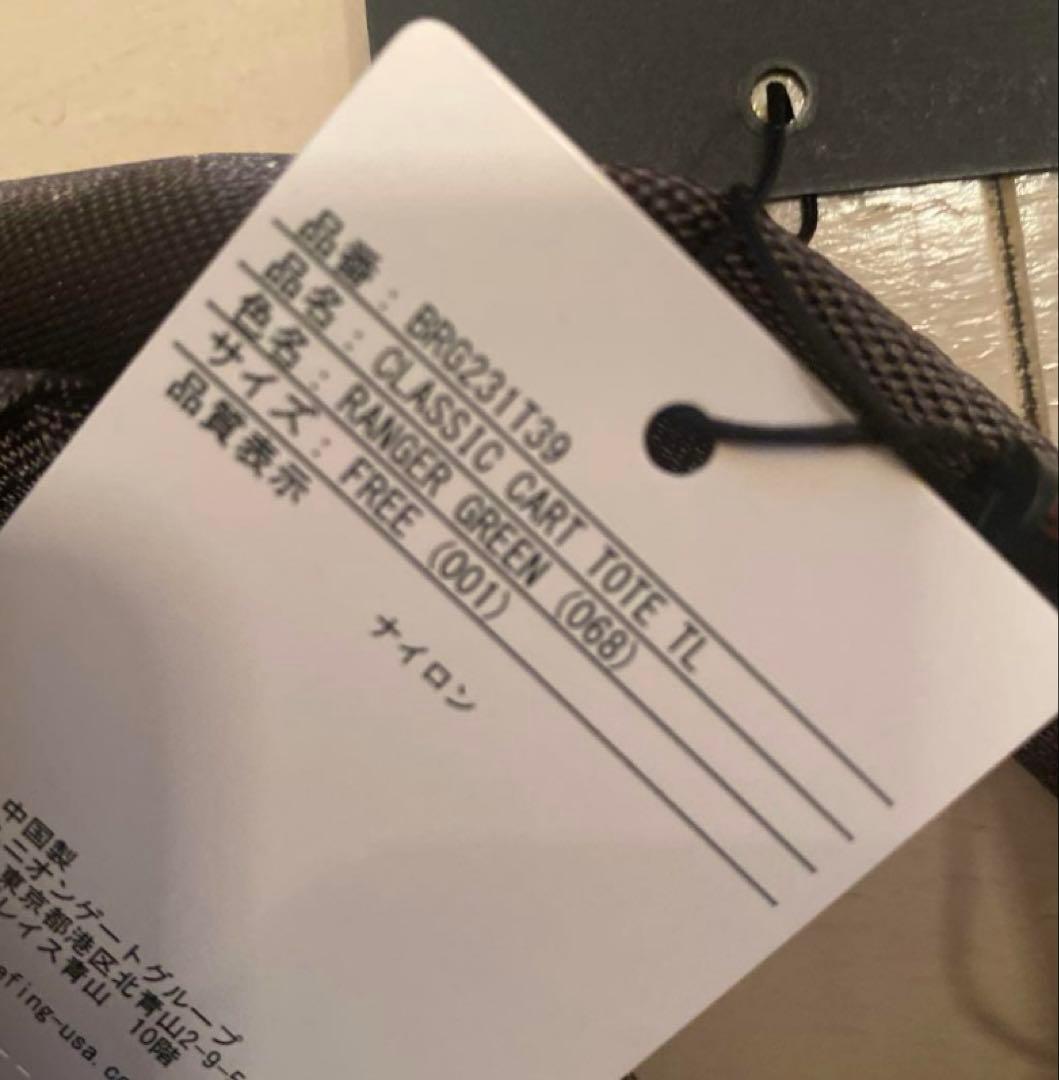 品番：BRG231T39
品名：CLASSIC CART TOTE TL
色名：RANGER GREEN (068)
サイズ：FREE (001)
品質表示
ナイロン
中国製
ニオンゲートグループ
東京都港区北青山2-9-5
レイス青山 10階
efing-usa.co